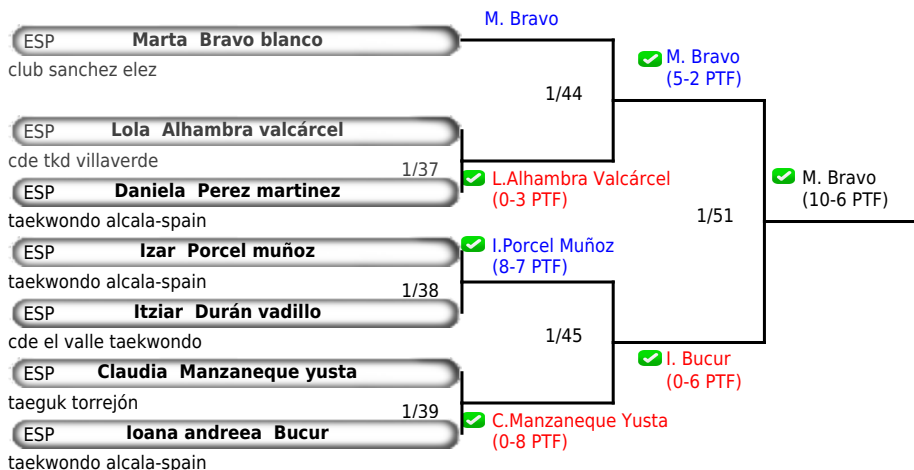 M. Bravo
ESP Marta Bravo blanco
club sanchez elez
M. Bravo
(5-2 PTF)
1/44
ESP Lola Alhambra valcárcel
cde tkd villaverde
1/37
ESP Daniela Perez martinez
L.Alhambra Valcárcel
(0-3 PTF)
M. Bravo
(10-6 PTF)
taekwondo alcala-spain
1/51
ESP Izar Porcel muñoz
I.Porcel Muñoz
(8-7 PTF)
taekwondo alcala-spain
1/38
ESP Itziar Durán vadillo
cde el valle taekwondo
1/45
ESP Claudia Manzaneque yusta
I. Bucur
(0-6 PTF)
taeguk torrejón
1/39
ESP Ioana andreea Bucur
C.Manzaneque Yusta
(0-8 PTF)
taekwondo alcala-spain